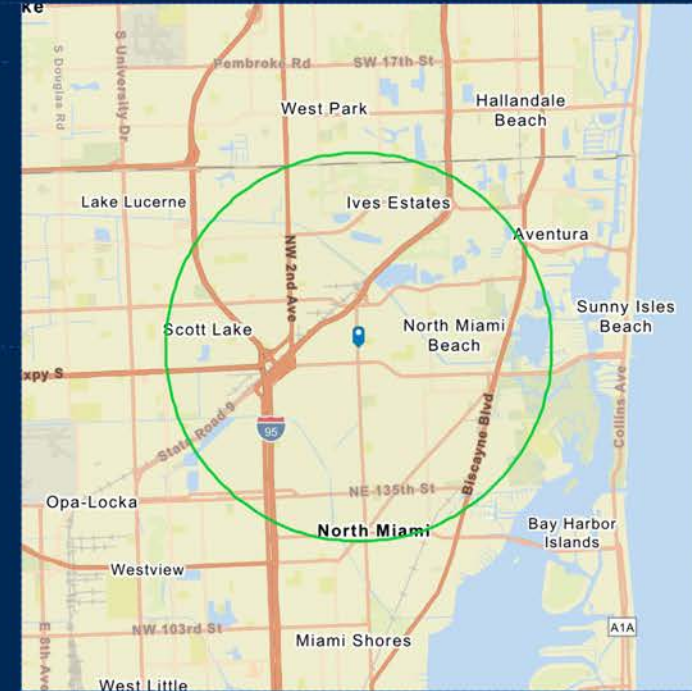 ke
S Douglas Rd
S University Dr
Pembroke Rd
SW 17th St
West Park
Hallandale
Beach
Lake Lucerne
Ives Estates
Aventura
NW 2nd Ave
Scott Lake
North Miami
Beach
Sunny Isles
Beach
xpy S
State Road 9
95
Biscayne Blvd
Collins Ave
Opa-Locka
NE 135th St
North Miami
Bay Harbor
Islands
Westview
NW 103rd St
A1A
Miami Shores
E 8th Ave
West Little